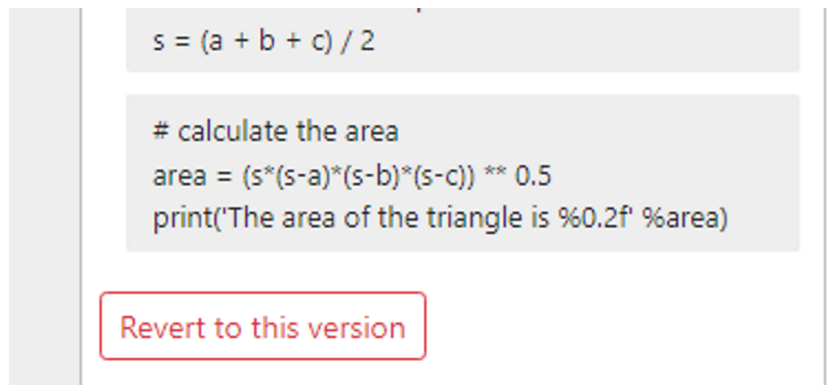 s = (a + b + c) / 2
# calculate the area
area = (s*(s-a)*(s-b)*(s-c)) ** 0.5
print('The area of the triangle is %0.2f' %area)
Revert to this version